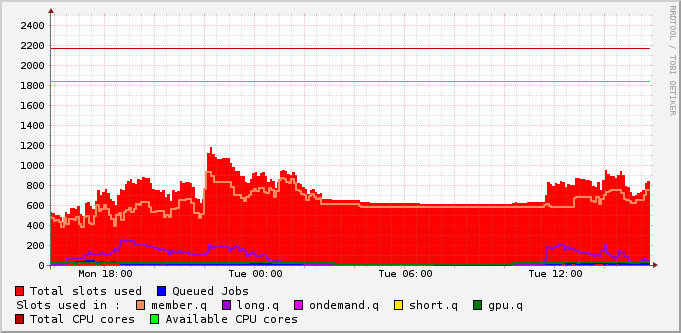 RRDTOOL / TOBI OETIKER
2400
2200
2000
1800
1600
1400
1200
1000
800
600
400
200
0
Mon 18:00 Tue 00:00 Tue 06:00 Tue 12:00
Total slots used Queued Jobs
Slots used in : member.q long.q ondemand.q short.q gpu.q
Total CPU cores Available CPU cores